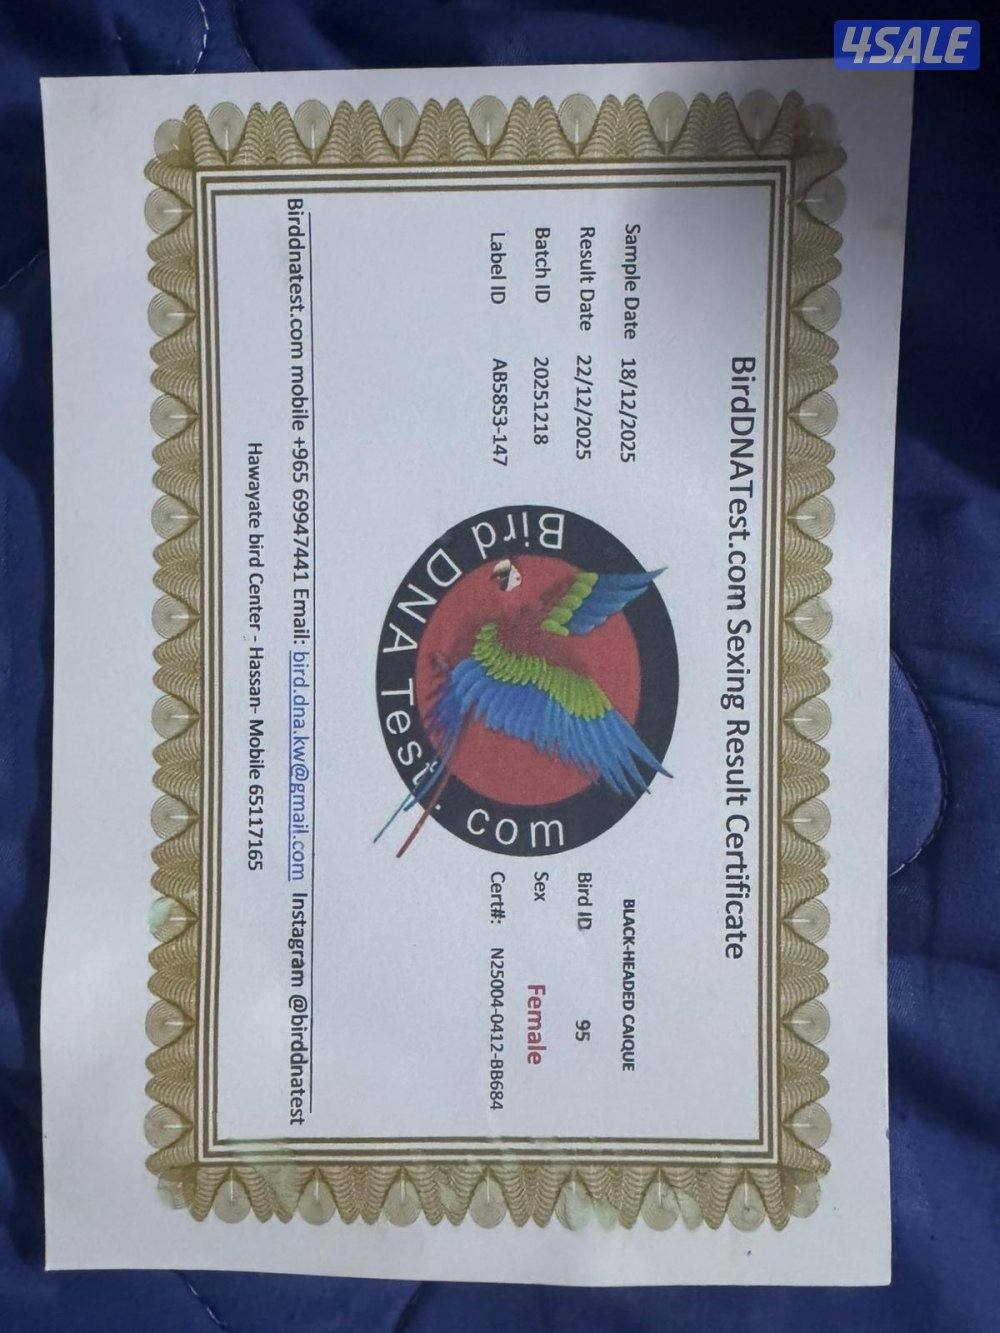 4SALE
BirdDNATest.com Sexing Result Certificate
Sample Date 18/12/2025
Result Date 22/12/2025
Batch ID 20251218
Label ID AB5853-147
Bird DNA Test.com
BLACK-HEADED CAIQUE
Bird ID 95
Sex Female
Cert#: N25004-0412-BB684
Birddnatest.com mobile +965 69947441 Email: bird.dna.kw@gmail.com Instagram @birddnatest
Hawayate bird Center - Hassan- Mobile 65117165